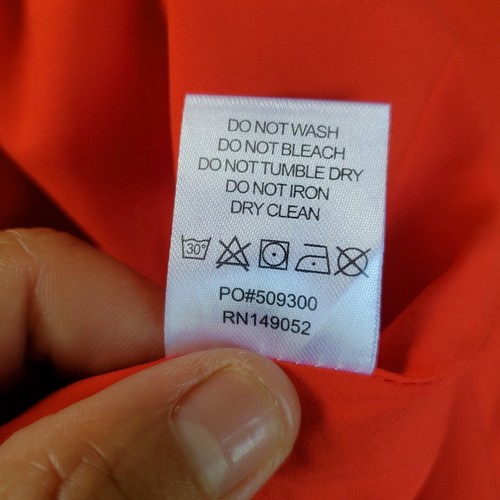 DO NOT WASH
DO NOT BLEACH
DO NOT TUMBLE DRY
DO NOT IRON
DRY CLEAN
30°
PO#509300
RN149052